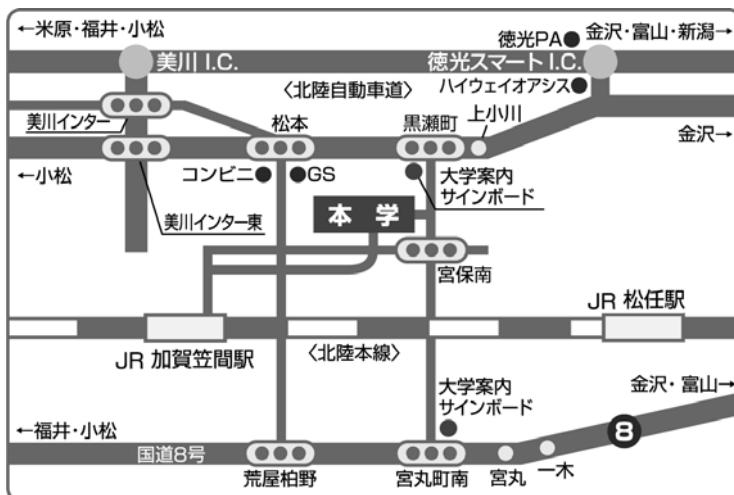 ←米原・福井・小松
徳光PA
金沢・富山・新潟→
美川 I.C.
徳光スマートI.C.
〈北陸自動車道〉
ハイウェイオアシス
美川インター
松本
黒瀬町
上小川
金沢→
←小松
コンビニ
GS
大学案内
サインボード
美川インター東
本 学
宮保南
JR 松任駅
JR 加賀笠間駅
〈北陸本線〉
大学案内
サインボード
金沢・富山→
←福井・小松
8
国道8号
荒屋柏野
宮丸町南
宮丸
一木